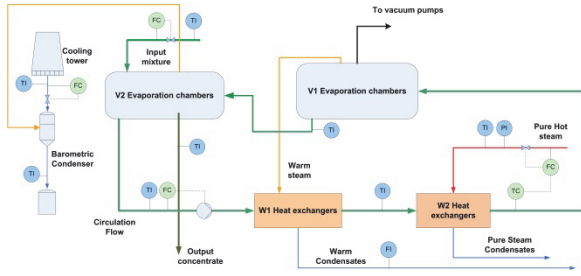 To vacuum pumps
FC
TI
Cooling
tower
Input
mixture
TI
FC
V2 Evaporation chambers
V1 Evaporation chambers
TI
TI
PI
Pure Hot
steam
Barometric
Condenser
TI
TI
Warm
steam
FC
TI
FC
TI
TC
W1 Heat exchangers
W2 Heat
exchangers
Circulation
Flow
Output
concentrate
Warm
Condensates
FI
Pure Steam
Condensates